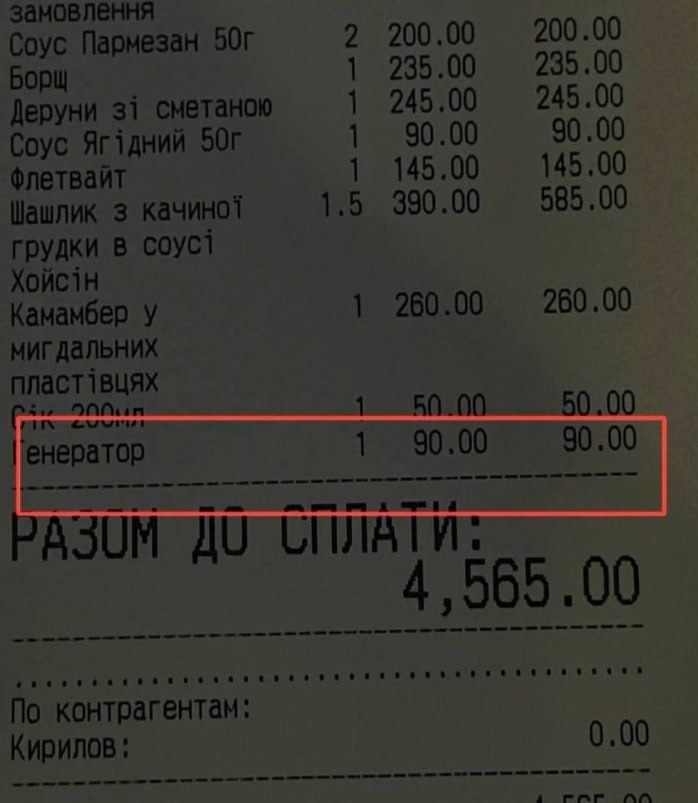 замовлення
Соус Пармезан 50г 2 200.00 200.00
Борщ 1 235.00 235.00
Деруни зі сметаною 1 245.00 245.00
Соус Ягідний 50г 1 90.00 90.00
Флетвайт 1 145.00 145.00
Шашлик з качиної 1.5 390.00 585.00
грудки в соусі
Хойсін
Камамбер у 1 260.00 260.00
мигдальних
пластівцях
Сік 200мл 1 50.00 50.00
Генератор 1 90.00 90.00
РАЗОМ ДО СПЛАТИ:
4,565.00
По контрагентам:
Кирилов: 0.00
4,565.00